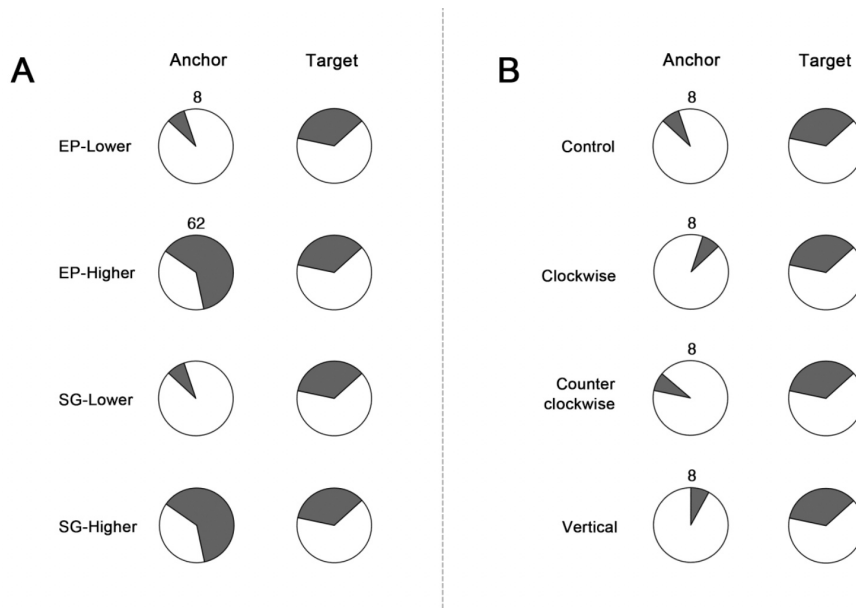 A
Anchor Target
8
EP-Lower
62
EP-Higher
SG-Lower
SG-Higher
B
Anchor Target
8
Control
8
Clockwise
8
Counter
clockwise
8
Vertical